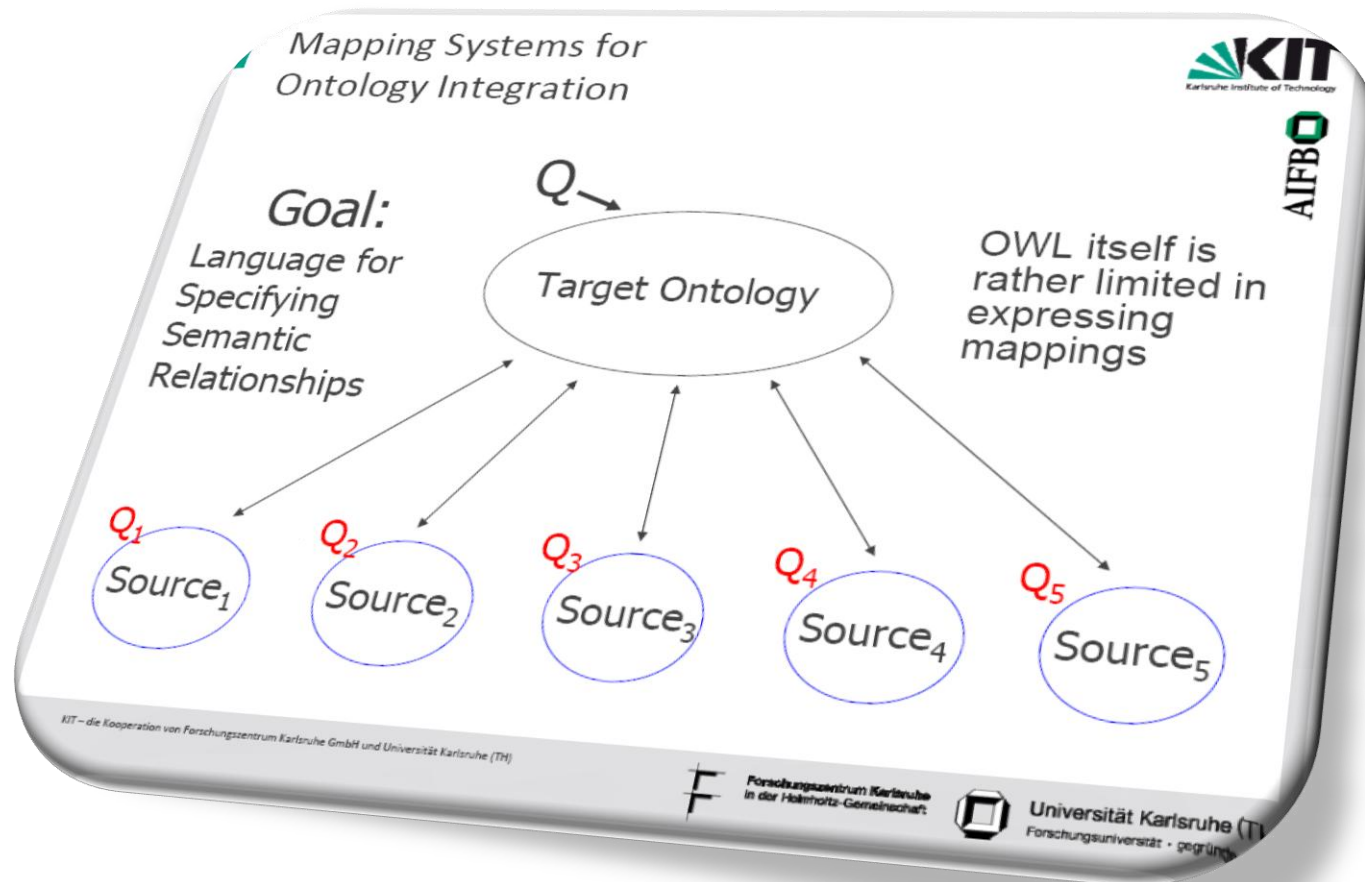 Mapping Systems for
Ontology Integration
KIT
Karlsruhe Institute of Technology
AIFB
Goal:
Language for
Specifying
Semantic
Relationships
Q
Target Ontology
OWL itself is
rather limited in
expressing
mappings
Q1
Source1
Q2
Source2
Q3
Source3
Q4
Source4
Q5
Source5
KIT – die Kooperation von Forschungszentrum Karlsruhe GmbH und Universität Karlsruhe (TH)
Forschungszentrum Karlsruhe
in der Helmholtz-Gemeinschaft
Universität Karlsruhe (T
Forschungsuniversität • gegründ